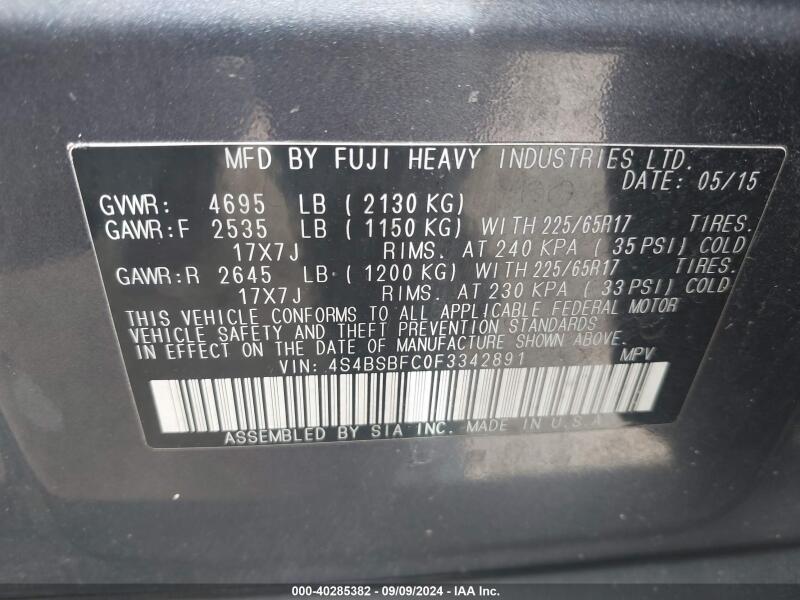 MFD BY FUJI HEAVY INDUSTRIES LTD.
DATE: 05/15
GVWR: 4695 LB ( 2130 KG)
GAWR:F 2535 LB ( 1150 KG) WITH 225/65R17 TIRES.
17X7J RIMS. AT 240 KPA ( 35 PSI) COLD
GAWR:R 2645 LB ( 1200 KG) WITH 225/65R17 TIRES.
17X7J RIMS. AT 230 KPA ( 33 PSI) COLD
THIS VEHICLE CONFORMS TO ALL APPLICABLE FEDERAL MOTOR
VEHICLE SAFETY AND THEFT PREVENTION STANDARDS
IN EFFECT ON THE DATE OF MANUFACTURE SHOWN ABOVE.
VIN: 4S4BSBFC0F3342891 MPV
ASSEMBLED BY SIA INC. MADE IN U.S.A
000-40285382 - 09/09/2024 - IAA Inc.